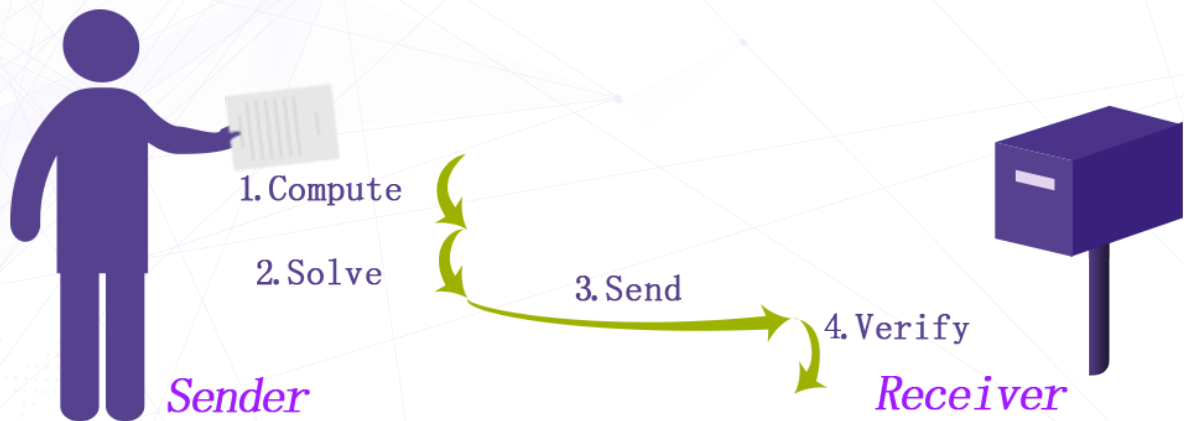 1.Compute
2.Solve
3.Send
4.Verify
Sender
Receiver